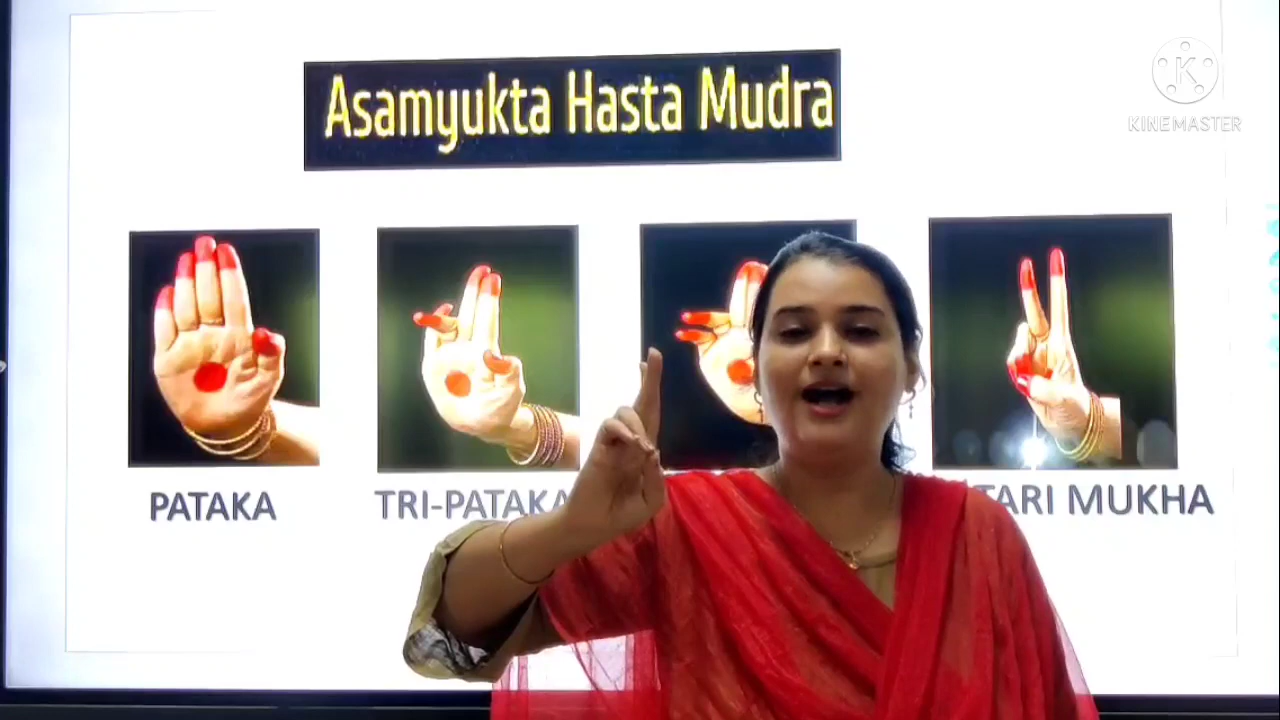 Asamyukta Hasta Mudra
K
KINEMASTER
PATAKA
TRI-PATAKA
TARI MUKHA